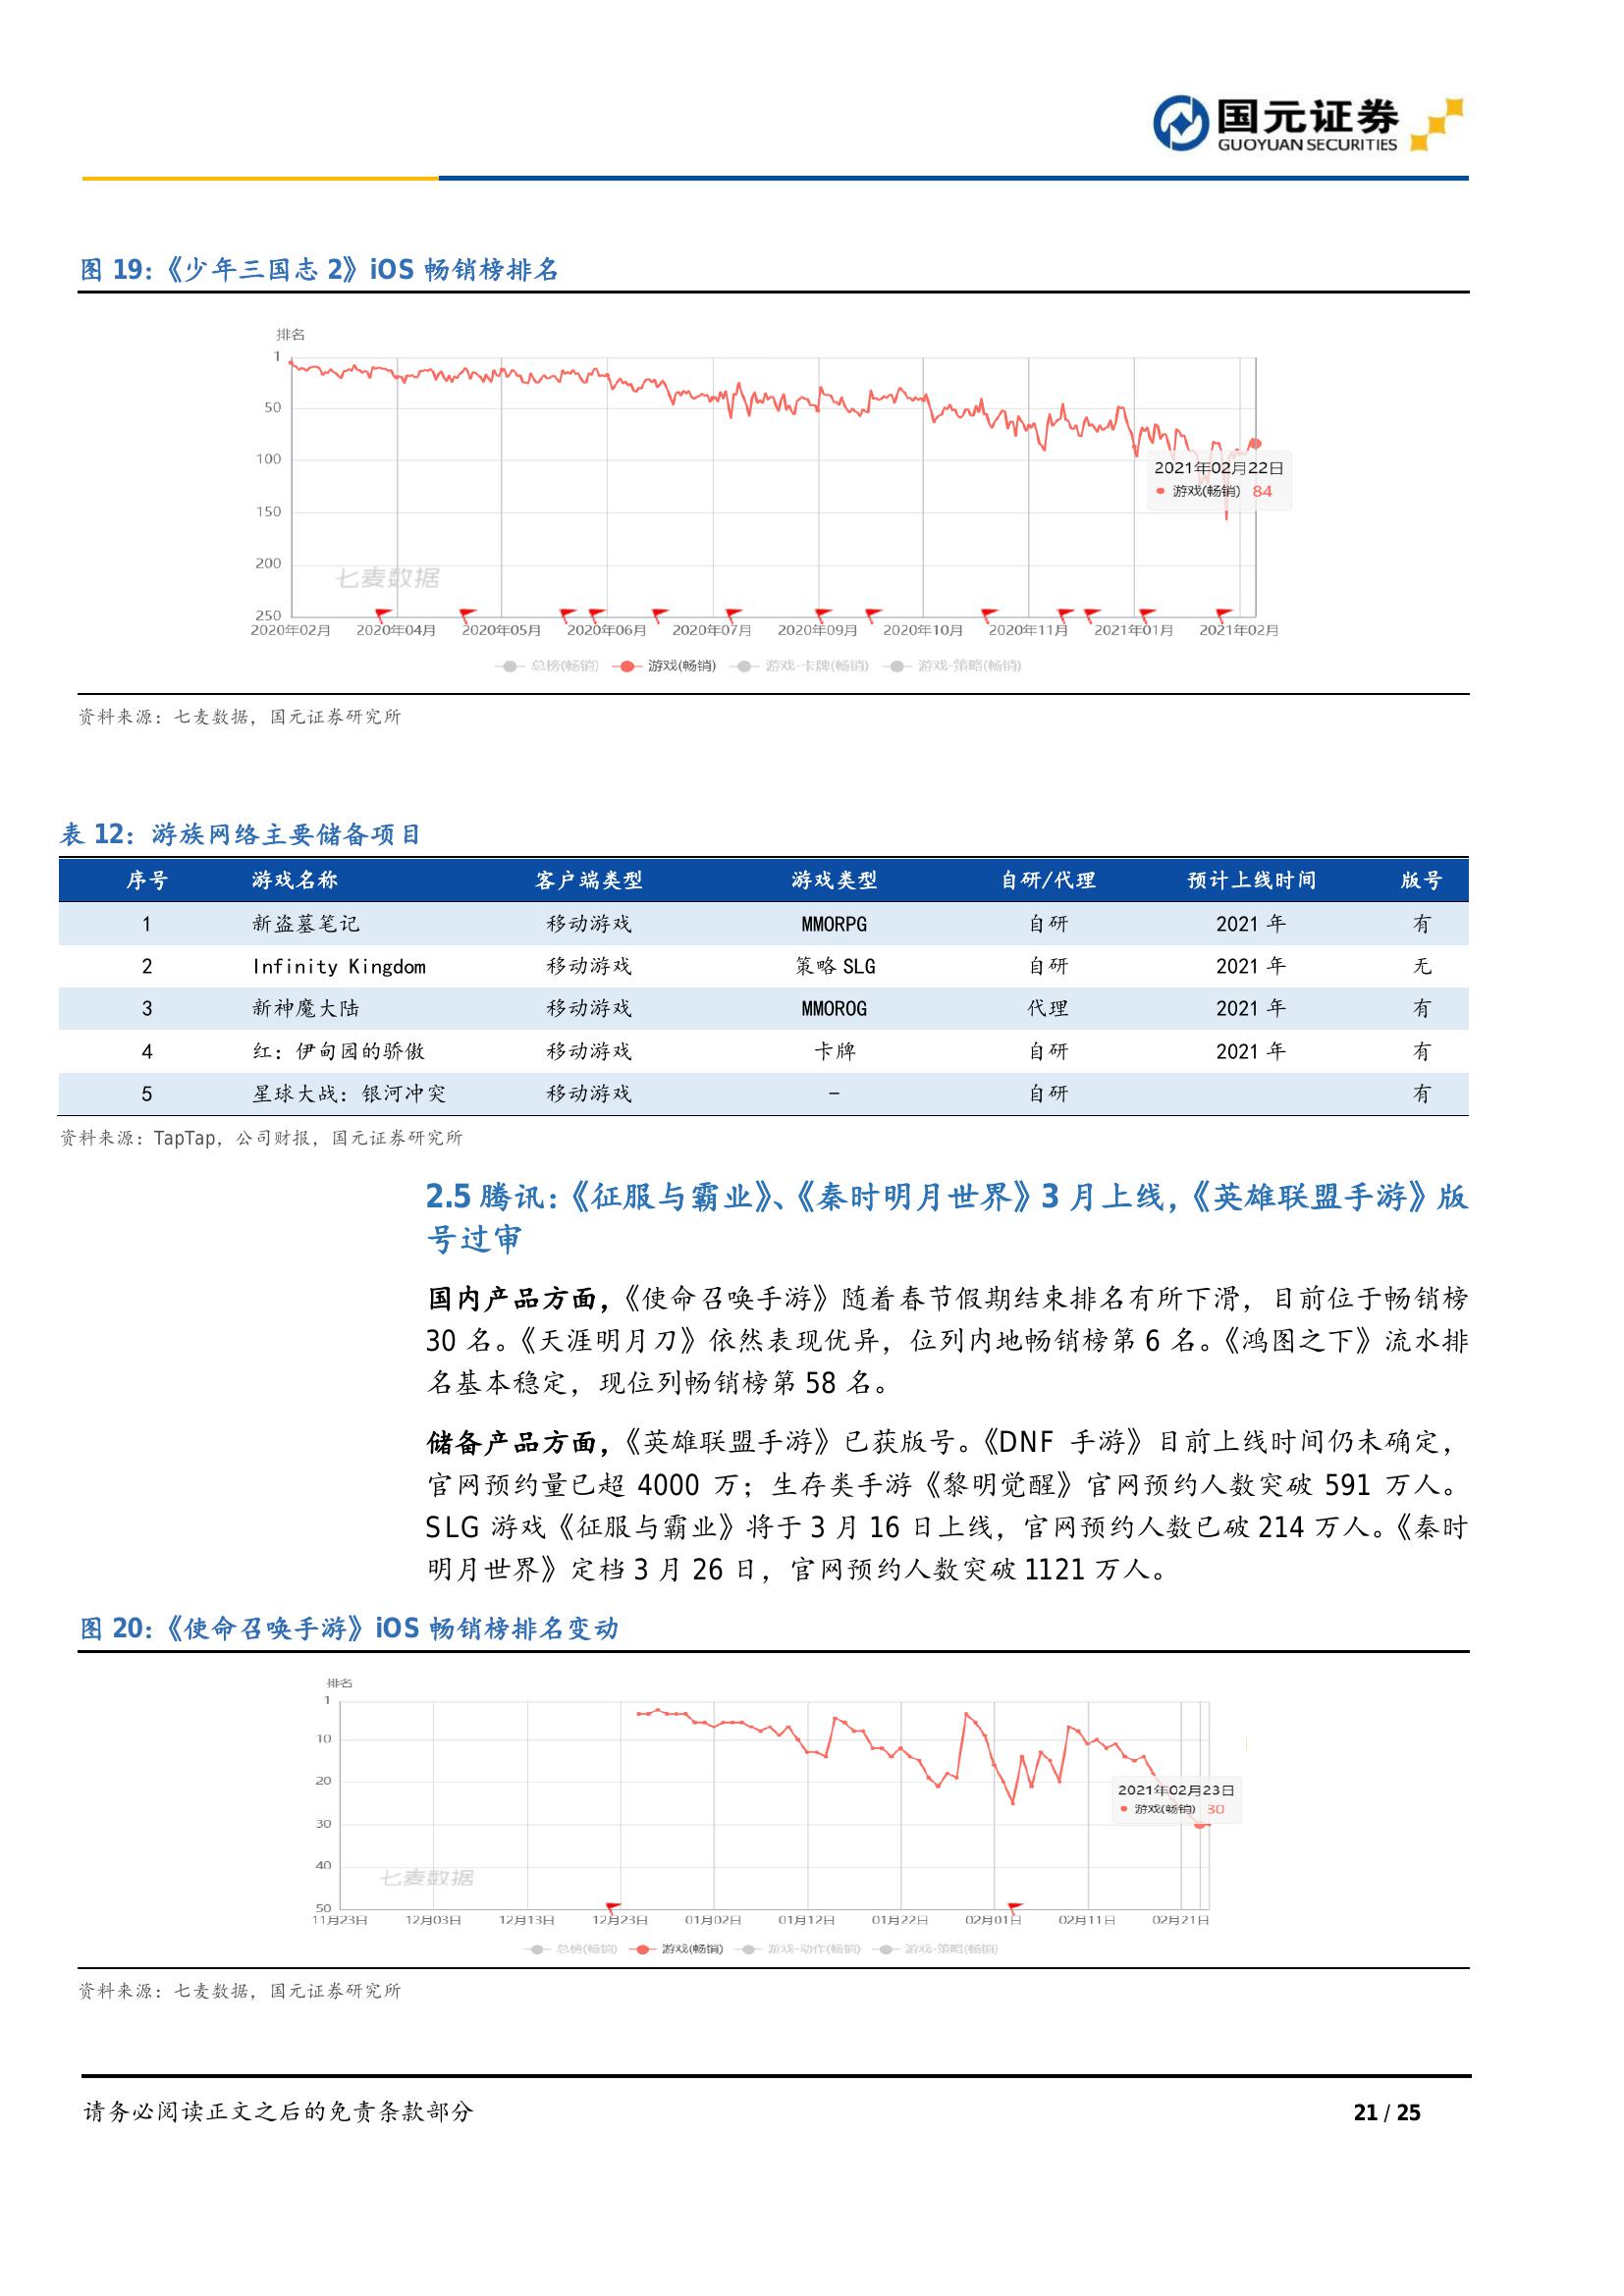 国元证券
GUOYUAN SECURITIES
图 19：《少年三国志 2》iOS 畅销榜排名
排名
1
50
100
150
200
250
2021年02月22日
游戏(畅销) 84
七麦数据
2020年02月 2020年04月 2020年05月 2020年06月 2020年07月 2020年09月 2020年10月 2020年11月 2021年01月 2021年02月
总榜(畅销) 游戏(畅销) 游戏-卡牌(畅销) 游戏-策略(畅销)
资料来源：七麦数据，国元证券研究所
表 12：游族网络主要储备项目
序号 游戏名称 客户端类型 游戏类型 自研/代理 预计上线时间 版号
1 新盗墓笔记 移动游戏 MMORPG 自研 2021 年 有
2 Infinity Kingdom 移动游戏 策略 SLG 自研 2021 年 无
3 新神魔大陆 移动游戏 MMOROG 代理 2021 年 有
4 红：伊甸园的骄傲 移动游戏 卡牌 自研 2021 年 有
5 星球大战：银河冲突 移动游戏 - 自研 有
资料来源：TapTap，公司财报，国元证券研究所
2.5 腾讯：《征服与霸业》、《秦时明月世界》3 月上线，《英雄联盟手游》版
号过审
国内产品方面，《使命召唤手游》随着春节假期结束排名有所下滑，目前位于畅销榜
30 名。《天涯明月刀》依然表现优异，位列内地畅销榜第 6 名。《鸿图之下》流水排
名基本稳定，现位列畅销榜第 58 名。
储备产品方面，《英雄联盟手游》已获版号。《DNF 手游》目前上线时间仍未确定，
官网预约量已超 4000 万；生存类手游《黎明觉醒》官网预约人数突破 591 万人。
SLG 游戏《征服与霸业》将于 3 月 16 日上线，官网预约人数已破 214 万人。《秦时
明月世界》定档 3 月 26 日，官网预约人数突破 1121 万人。
图 20：《使命召唤手游》iOS 畅销榜排名变动
排名
1
10
20
30
40
50
2021年02月23日
游戏(畅销) 30
七麦数据
11月23日 12月03日 12月13日 12月23日 01月02日 01月12日 01月22日 02月01日 02月11日 02月21日
总榜(畅销) 游戏(畅销) 游戏-动作(畅销) 游戏-策略(畅销)
资料来源：七麦数据，国元证券研究所
请务必阅读正文之后的免责条款部分 21 / 25